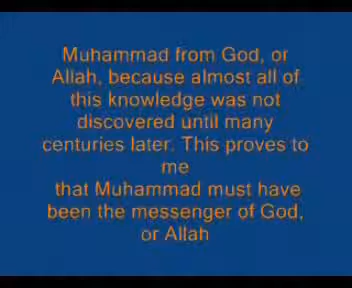 Muhammad from God, or
Allah, because almost all of
this knowledge was not
discovered until many
centuries later. This proves to
me
that Muhammad must have
been the messenger of God,
or Allah